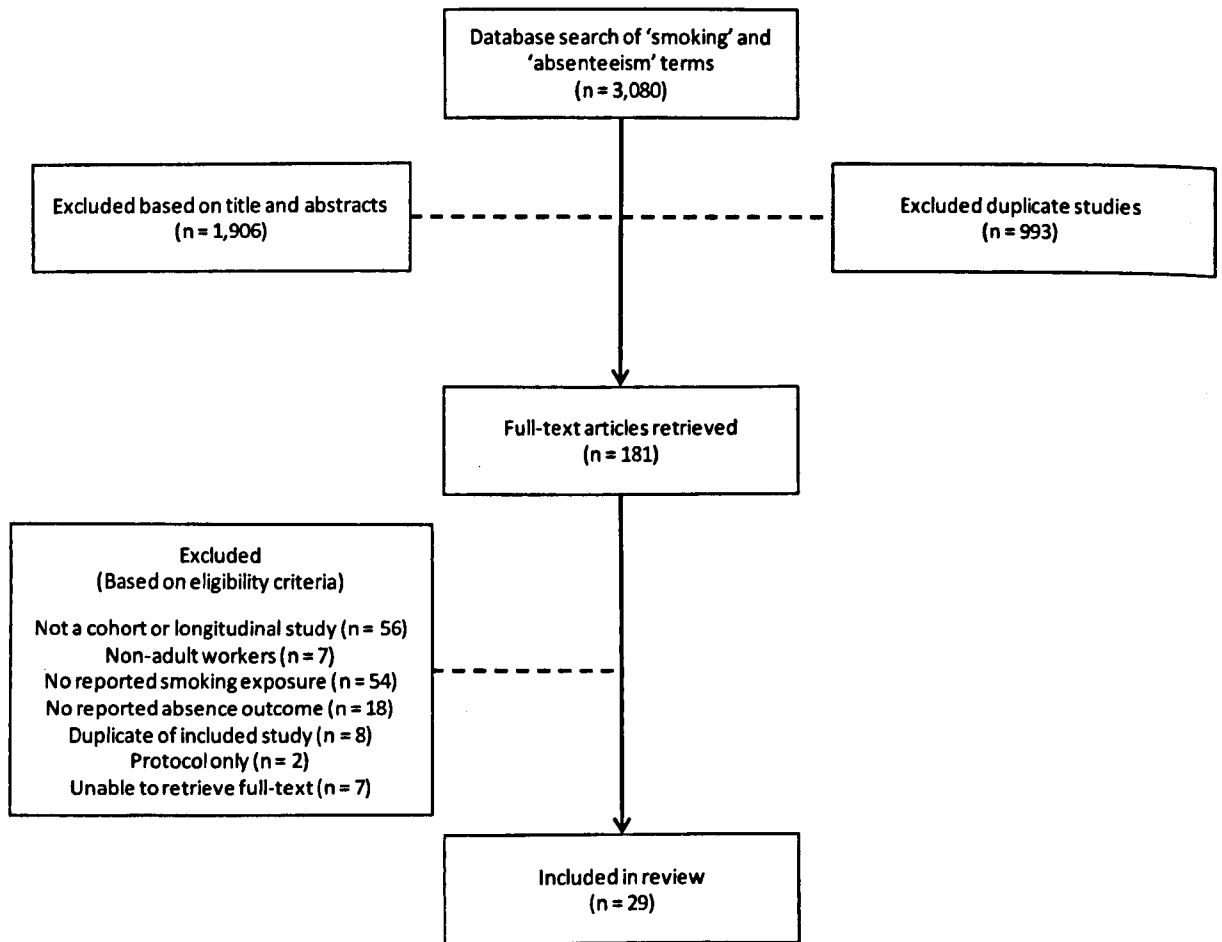 Database search of 'smoking' and
'absenteeism' terms
(n = 3,080)
Excluded based on title and abstracts
(n = 1,906)
Excluded duplicate studies
(n = 993)
Full-text articles retrieved
(n = 181)
Excluded
(Based on eligibility criteria)
Not a cohort or longitudinal study (n = 56)
Non-adult workers (n = 7)
No reported smoking exposure (n = 54)
No reported absence outcome (n = 18)
Duplicate of included study (n = 8)
Protocol only (n = 2)
Unable to retrieve full-text (n = 7)
Included in review
(n = 29)